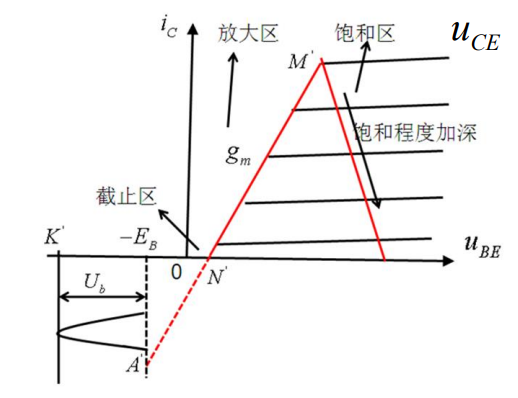 i_C
放大区
饱和区
u_{CE}
M'
饱和程度加深
g_m
截止区
K'
-E_B
u_{BE}
0
N'
U_b
A'